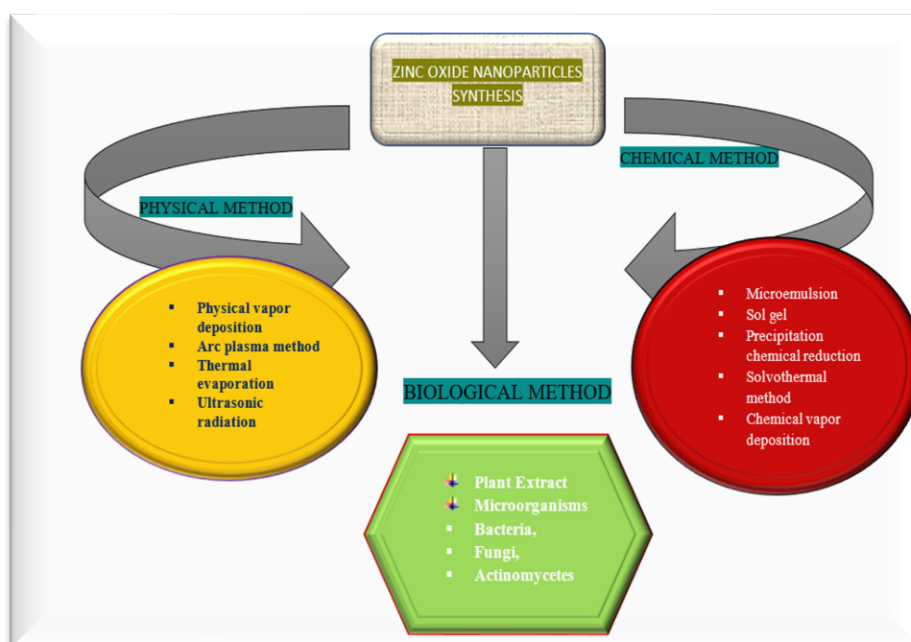 ZINC OXIDE NANOPARTICLES
SYNTHESIS
CHEMICAL METHOD
PHYSICAL METHOD
Physical vapor
deposition
Arc plasma method
Thermal
evaporation
Ultrasonic
radiation
Microemulsion
Sol gel
Precipitation
chemical reduction
Solvothermal
method
Chemical vapor
deposition
BIOLOGICAL METHOD
Plant Extract
Microorganisms
Bacteria,
Fungi,
Actinomycetes